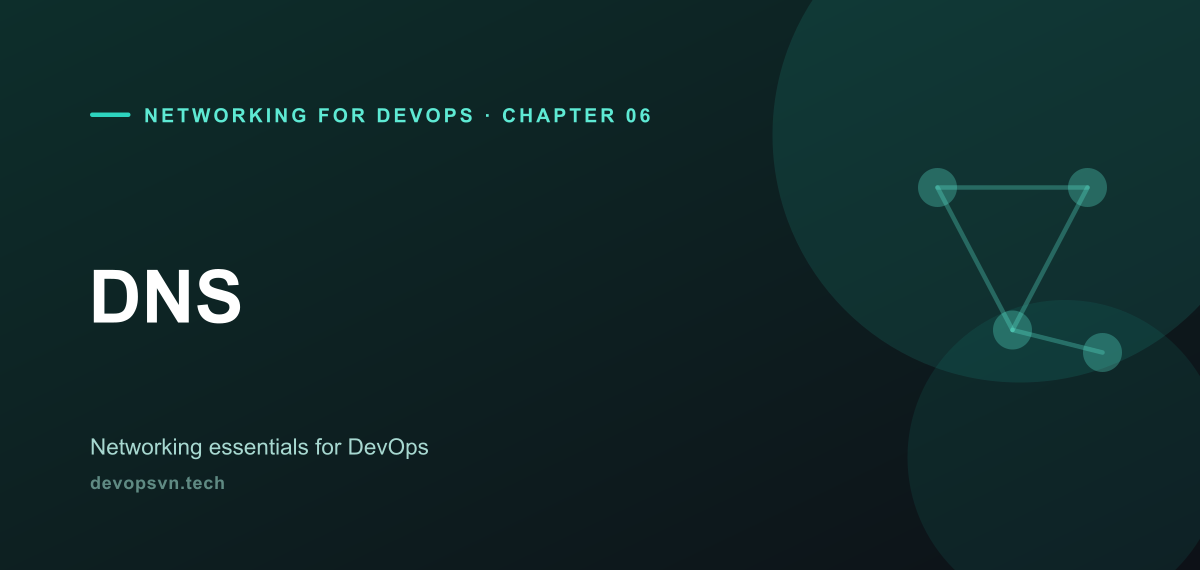 NETWORKING FOR DEVOPS · CHAPTER 06
DNS
Networking essentials for DevOps
devopsvn.tech